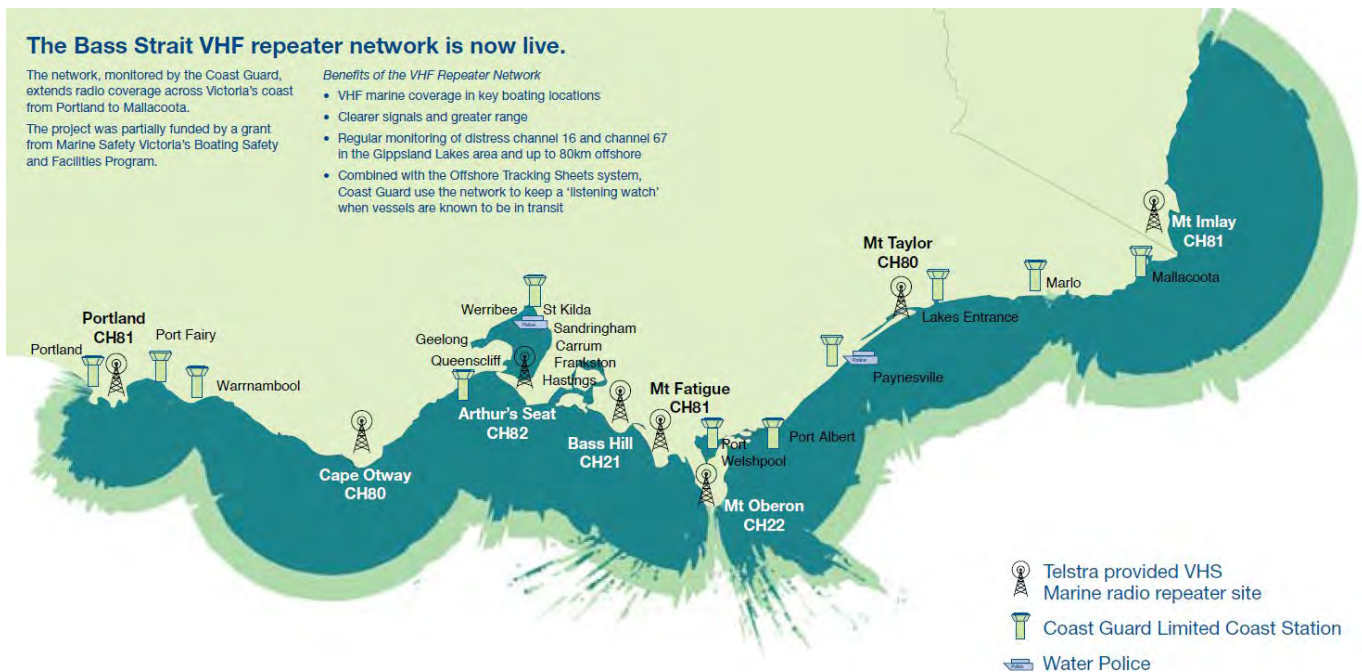 The Bass Strait VHF repeater network is now live.
The network, monitored by the Coast Guard,
extends radio coverage across Victoria's coast
from Portland to Mallacoota.
The project was partially funded by a grant
from Marine Safety Victoria's Boating Safety
and Facilities Program.
Benefits of the VHF Repeater Network
• VHF marine coverage in key boating locations
• Clearer signals and greater range
• Regular monitoring of distress channel 16 and channel 67
in the Gippsland Lakes area and up to 80km offshore
• Combined with the Offshore Tracking Sheets system,
Coast Guard use the network to keep a 'listening watch'
when vessels are known to be in transit
Portland
CH81
Portland
Port Fairy
Warrnambool
Cape Otway
CH80
Geelong
Werribee
St Kilda
Police
Sandringham
Carrum
Queenscliff
Frankston
Hastings
Arthur's Seat
CH82
Bass Hill
CH21
Mt Fatigue
CH81
Port
Welshpool
Mt Oberon
CH22
Port Albert
Police
Paynesville
Mt Taylor
CH80
Lakes Entrance
Marlo
Mallacoota
Mt Imlay
CH81
Telstra provided VHS
Marine radio repeater site
Coast Guard Limited Coast Station
Police
Water Police